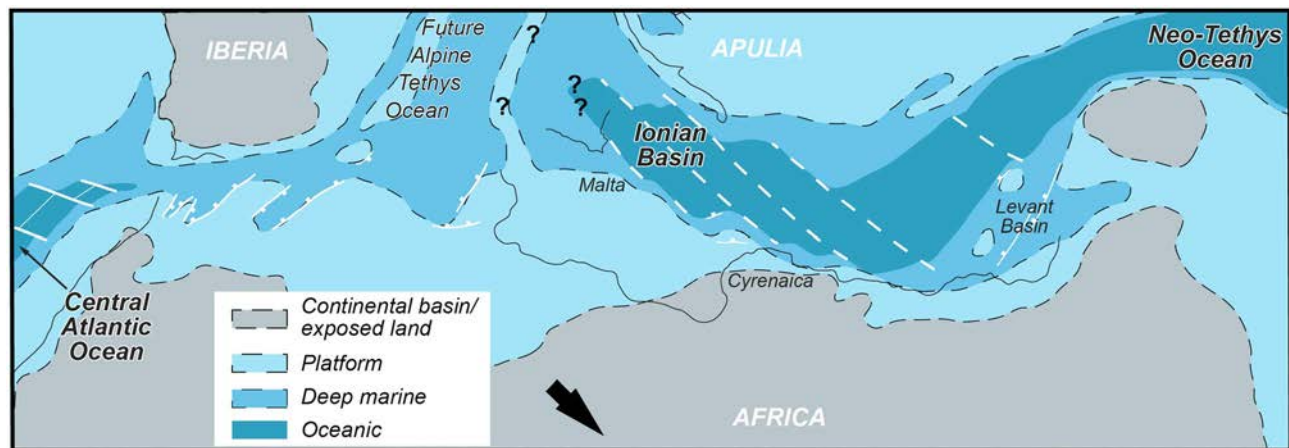 IBERIA
Future
Alpine
Tethys
Ocean
?
?
?
?
APULIA
Neo-Tethys
Ocean
Ionian
Basin
Malta
Levant
Basin
Cyrenaica
Central
Atlantic
Ocean
Continental basin/
exposed land
Platform
Deep marine
Oceanic
AFRICA